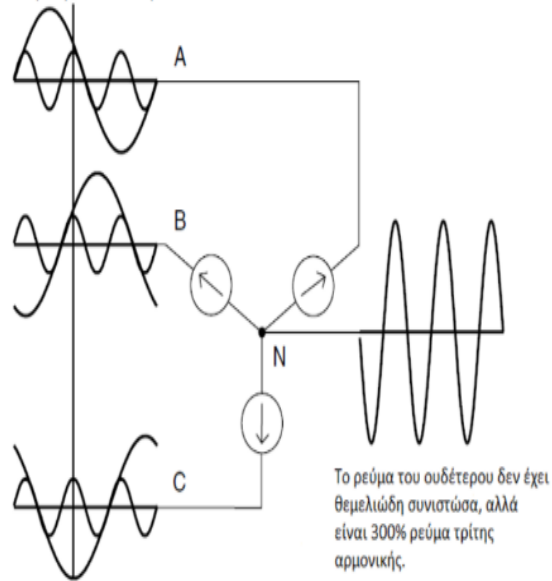 A
B
N
C
Το ρεύμα του ουδέτερου δεν έχει
θεμελιώδη συνιστώσα, αλλά
είναι 300% ρεύμα τρίτης
αρμονικής.